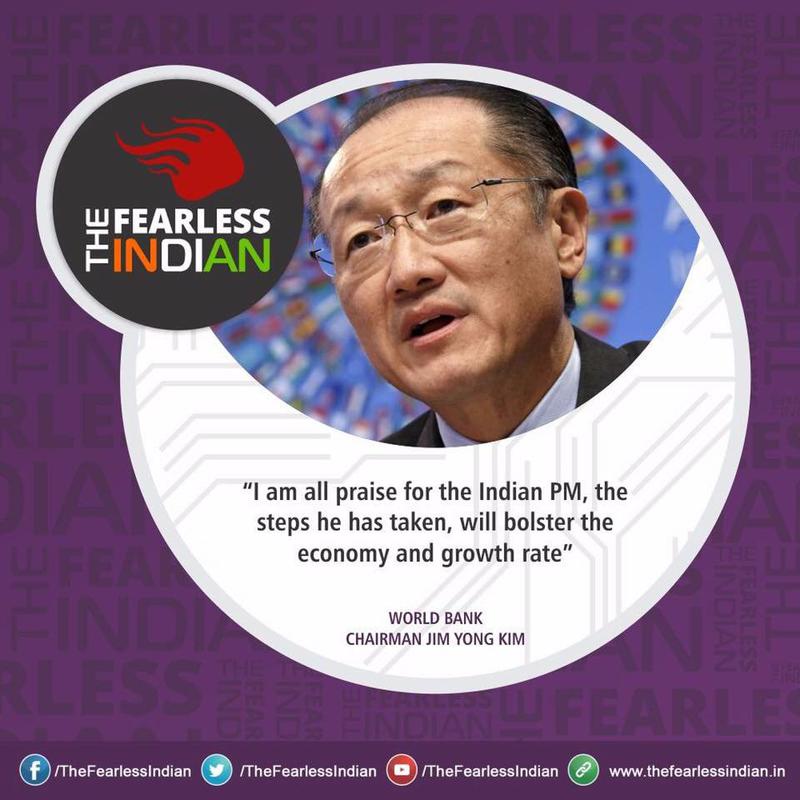 THE FEARLESS
INDIAN
“I am all praise for the Indian PM, the
steps he has taken, will bolster the
economy and growth rate”
WORLD BANK
CHAIRMAN JIM YONG KIM
/TheFearlessIndian
/TheFearlessIndian
/TheFearlessIndian
www.thefearlessindian.in